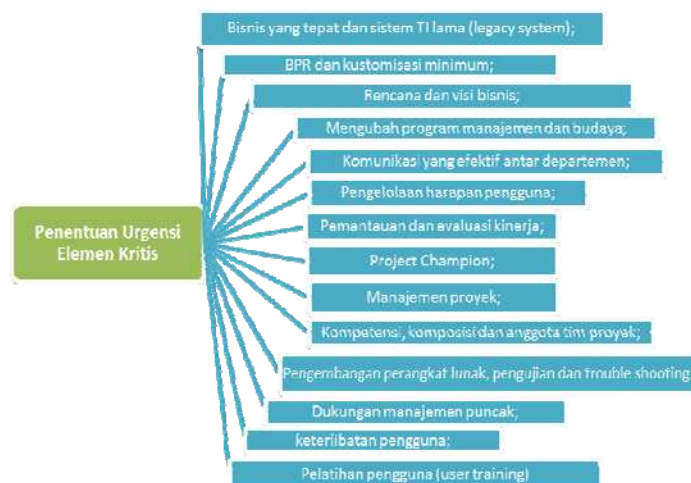 Bisnis yang tepat dan sistem TI lama (legacy system);
BPR dan kustomisasi minimum;
Rencana dan visi bisnis;
Mengubah program manajemen dan budaya;
Komunikasi yang efektif antar departemen;
Pengelolaan harapan pengguna;
Penentuan Urgensi
Elemen Kritis
Pemantauan dan evaluasi kinerja;
Project Champion;
Manajemen proyek;
Kompetensi, komposisi dan anggota tim proyek;
Pengembangan perangkat lunak, pengujian dan trouble shooting
Dukungan manajemen puncak;
keterlibatan pengguna;
Pelatihan pengguna (user training)